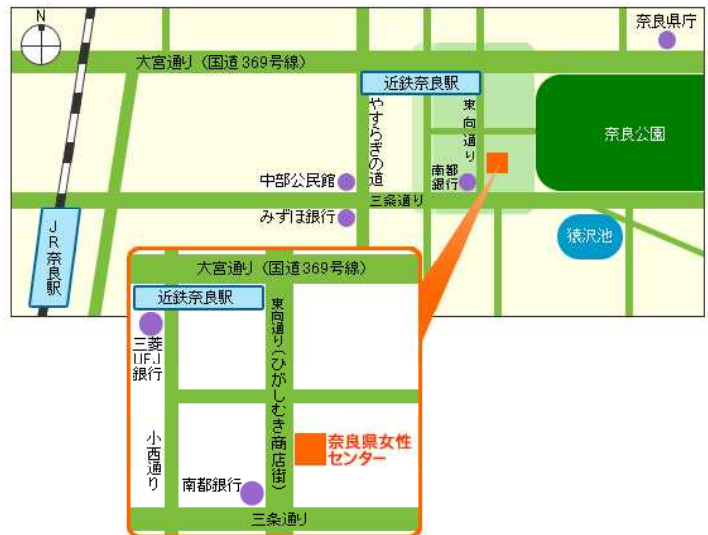 N
奈良県庁
大宮通り（国道369号線）
近鉄奈良駅
やすらぎの道
東向通り
奈良公園
中部公民館
南都
銀行
三条通り
みずほ銀行
猿沢池
JR奈良駅
大宮通り（国道369号線）
近鉄奈良駅
東向通り（ひがしむき商店街）
三菱
UFJ
銀行
小西通り
奈良県女性
センター
南都銀行
三条通り